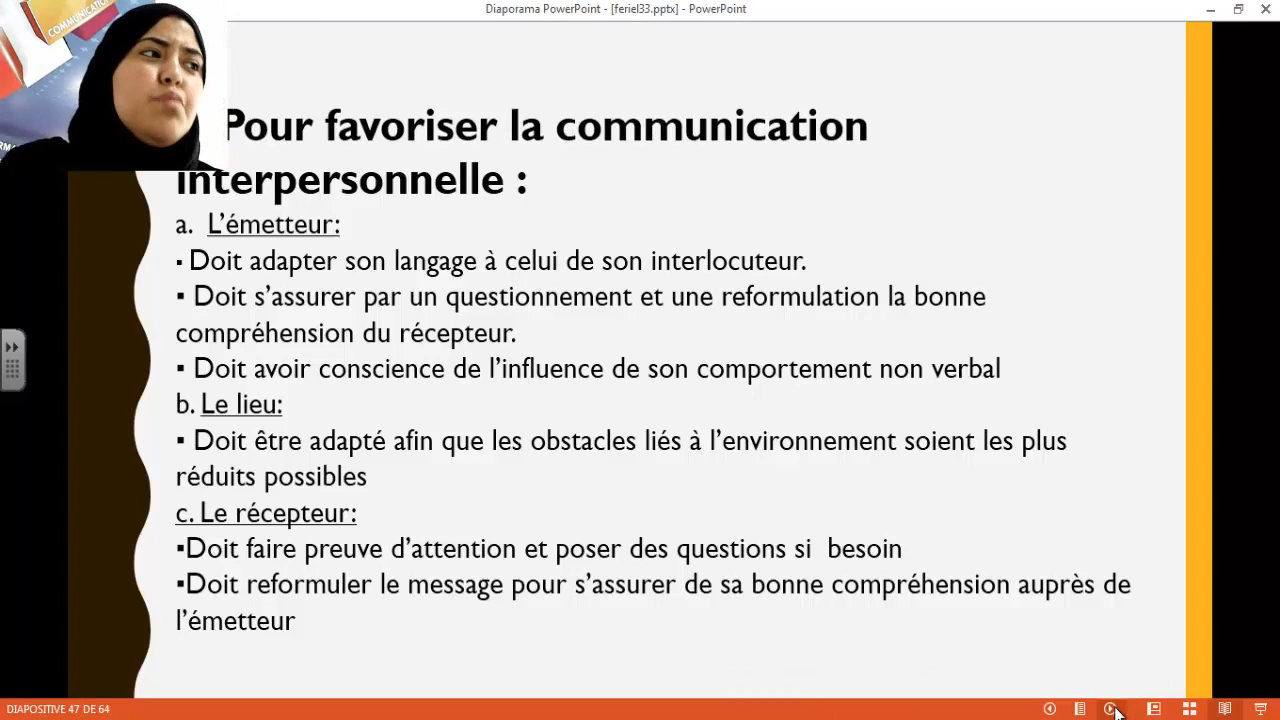 Diaporama PowerPoint - [feriel33.pptx] - PowerPoint
COMMUNICATION
Pour favoriser la communication
interpersonnelle :
a. L’émetteur:
▪ Doit adapter son langage à celui de son interlocuteur.
▪ Doit s’assurer par un questionnement et une reformulation la bonne
compréhension du récepteur.
▪ Doit avoir conscience de l’influence de son comportement non verbal
b. Le lieu:
▪ Doit être adapté afin que les obstacles liés à l’environnement soient les plus
réduits possibles
c. Le récepteur:
▪Doit faire preuve d’attention et poser des questions si  besoin
▪Doit reformuler le message pour s’assurer de sa bonne compréhension auprès de
l’émetteur
DIAPOSITIVE 47 DE 64